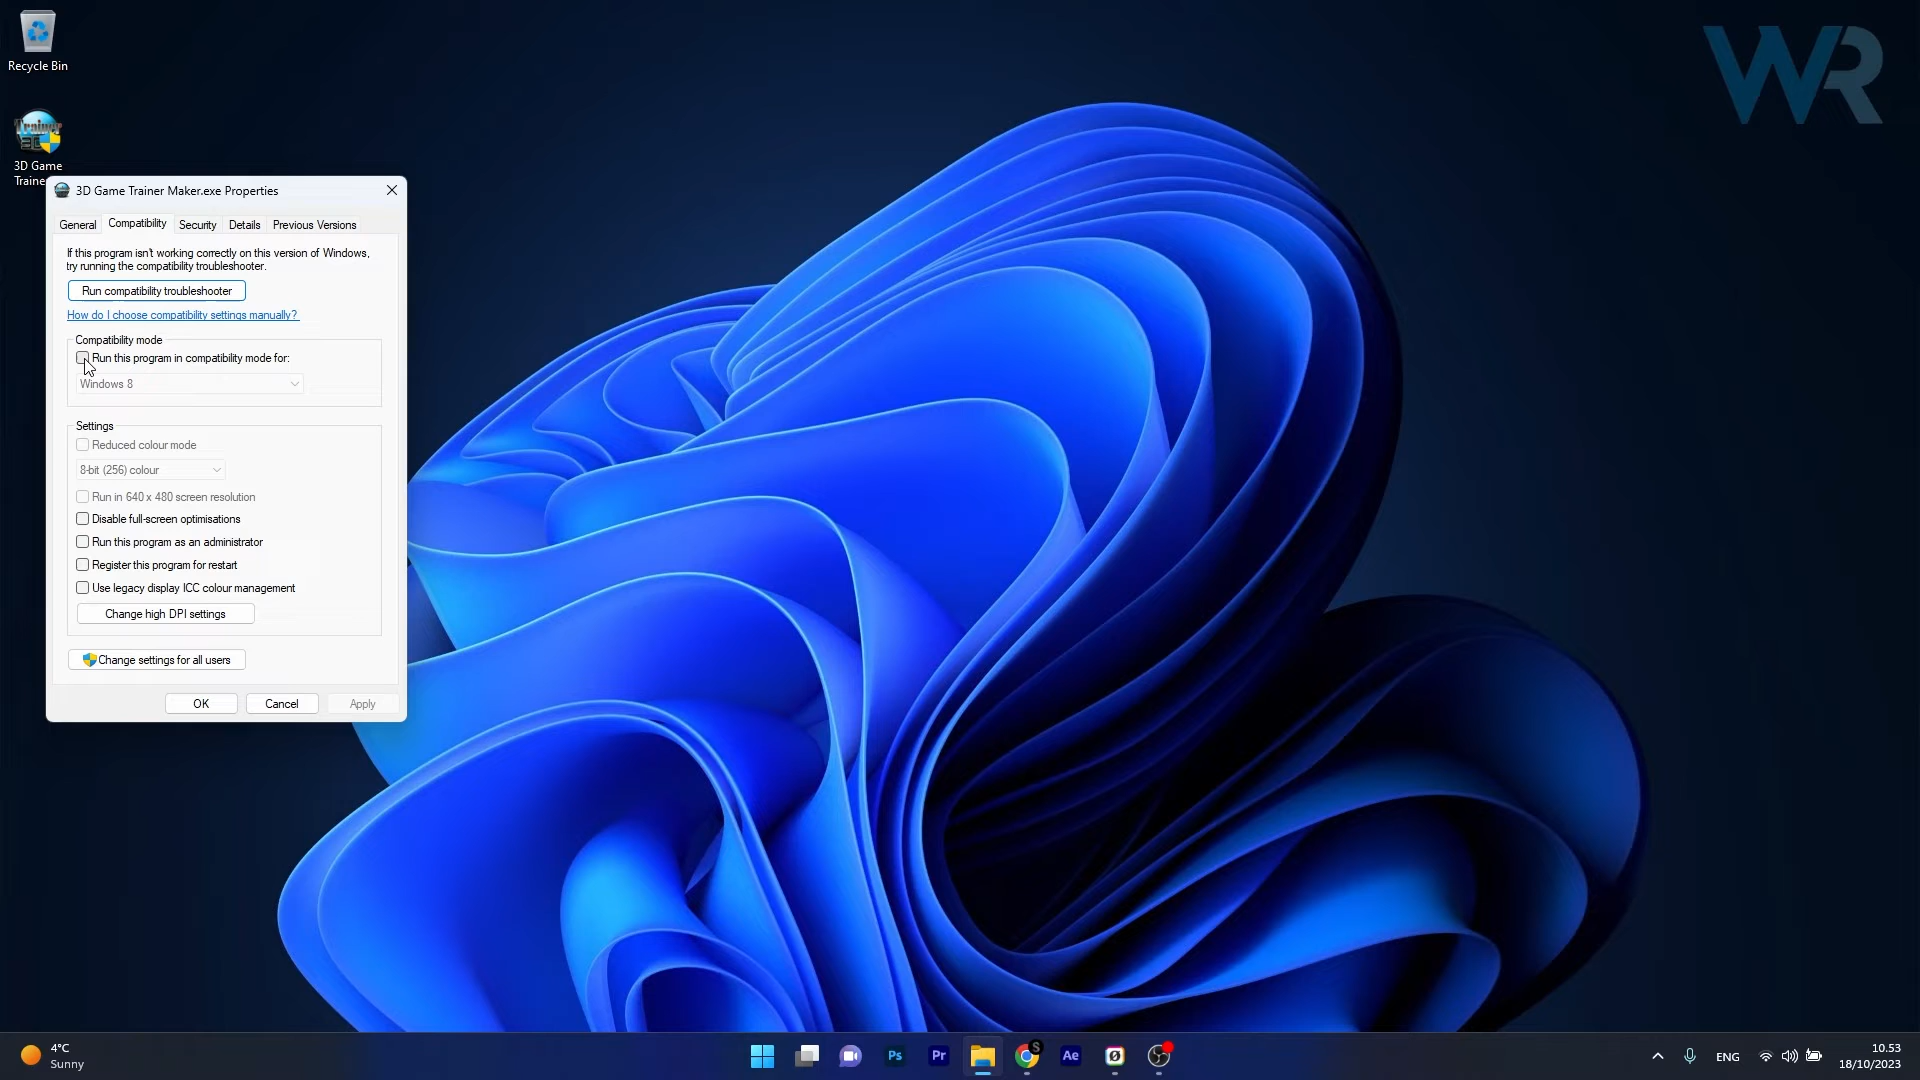 Recycle Bin
WR
3D Game
Traine
3D Game Trainer Maker.exe Properties
General
Compatibility
Security
Details
Previous Versions
If this program isn't working correctly on this version of Windows,
try running the compatibility troubleshooter.
Run compatibility troubleshooter
How do I choose compatibility settings manually?
Compatibility mode
Run this program in compatibility mode for:
Windows 8
Settings
Reduced colour mode
8-bit (256) colour
Run in 640 x 480 screen resolution
Disable full-screen optimisations
Run this program as an administrator
Register this program for restart
Use legacy display ICC colour management
Change high DPI settings
Change settings for all users
OK
Cancel
Apply
4°C
Sunny
Ps
Pr
S
Ae
ENG
10.53
18/10/2023